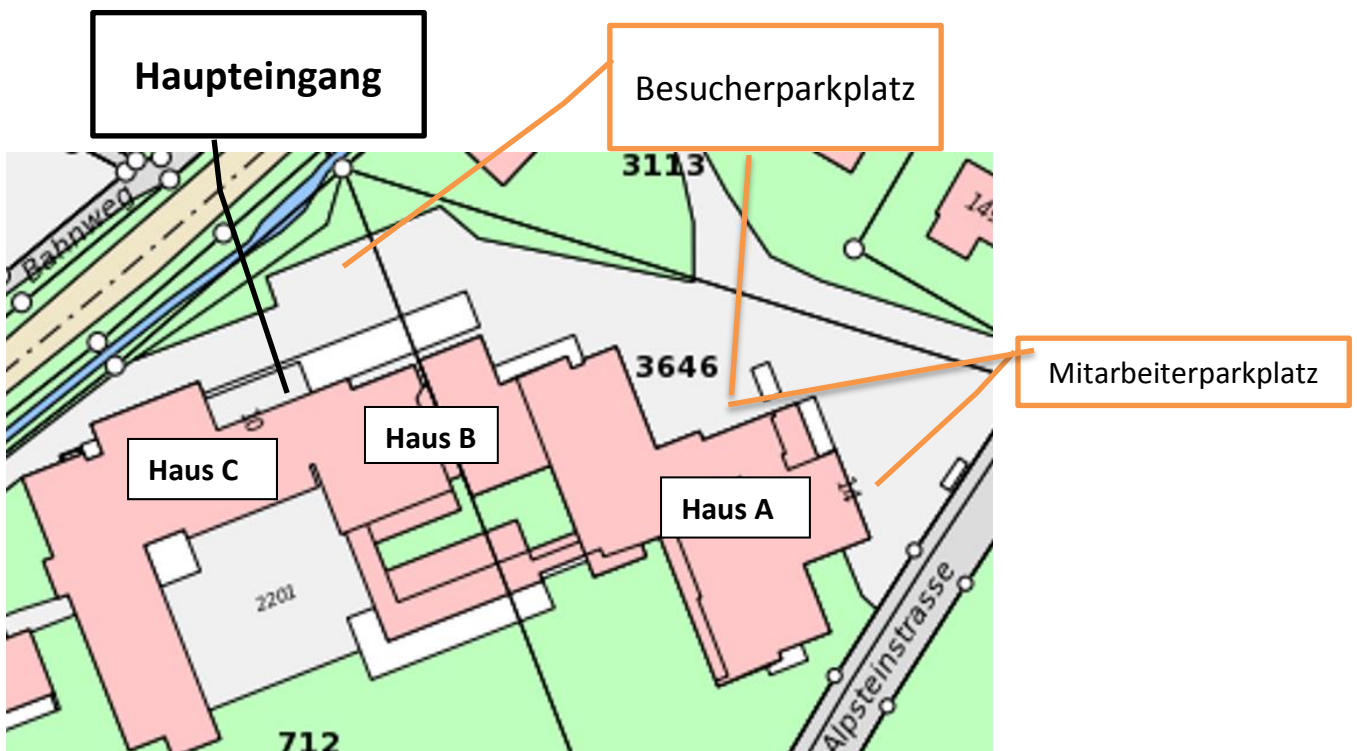 Haupteingang
Besucherparkplatz
3113
Bahnweg
3646
Mitarbeiterparkplatz
10
Haus B
Haus C
14
Haus A
2201
Alpsteinstrasse
712